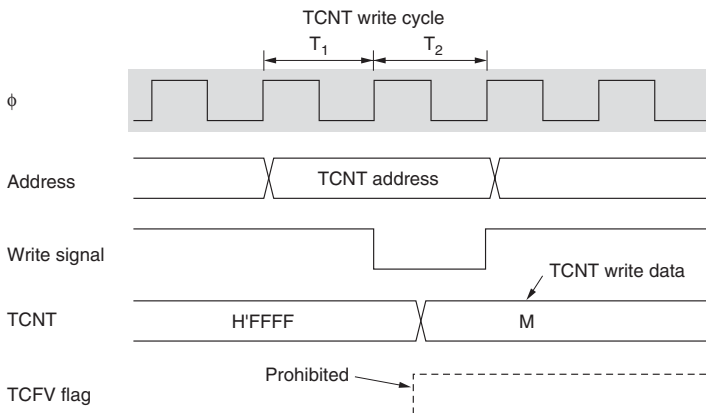 TCNT write cycle
T1 T2
ϕ
Address
TCNT address
Write signal
TCNT write data
TCNT
H'FFFF
M
Prohibited
TCFV flag